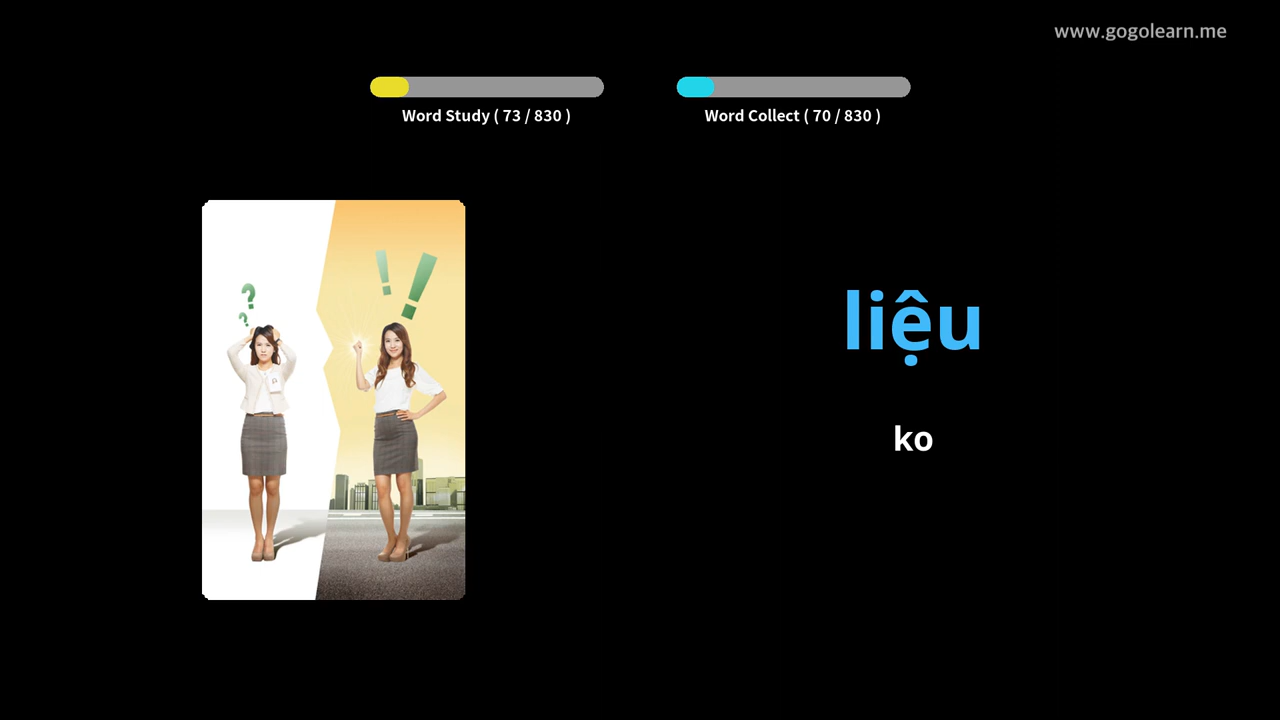 www.gogolearn.me
Word Study ( 73 / 830 )
Word Collect ( 70 / 830 )
? ?
! !
liệu
ko